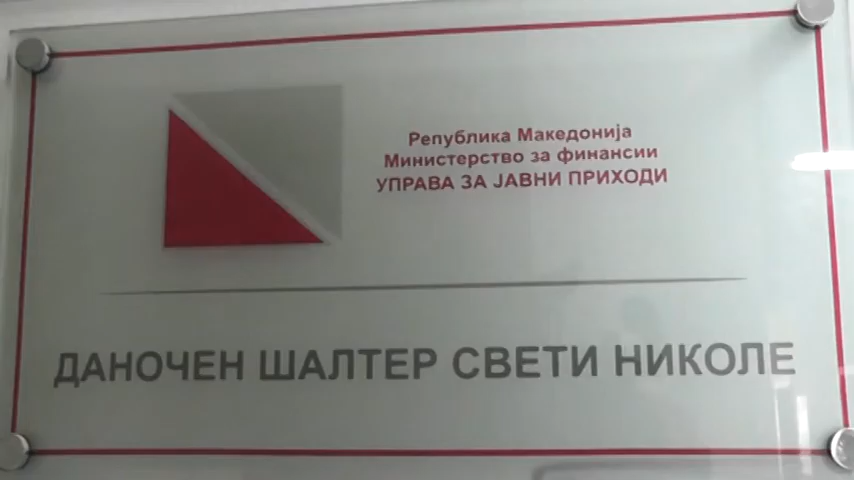 Република Македонија
Министерство за финансии
УПРАВА ЗА ЈАВНИ ПРИХОДИ
ДАНОЧЕН ШАЛТЕР СВЕТИ НИКОЛЕ